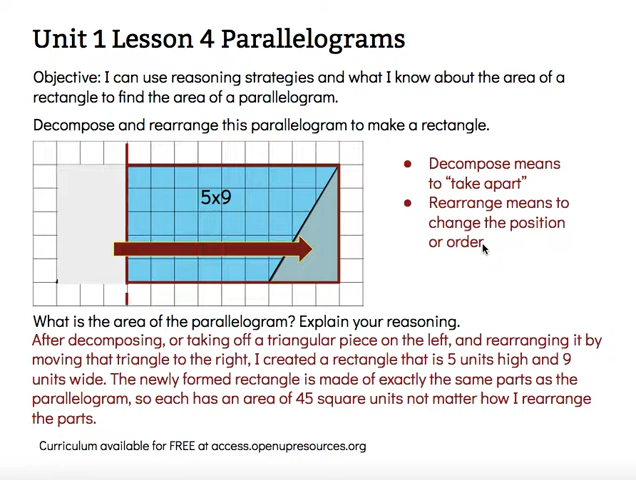 Unit 1 Lesson 4 Parallelograms
Objective: I can use reasoning strategies and what I know about the area of a
rectangle to find the area of a parallelogram.
Decompose and rearrange this parallelogram to make a rectangle.
5x9
● Decompose means
to “take apart”
● Rearrange means to
change the position
or order.
What is the area of the parallelogram? Explain your reasoning.
After decomposing, or taking off a triangular piece on the left, and rearranging it by
moving that triangle to the right, I created a rectangle that is 5 units high and 9
units wide. The newly formed rectangle is made of exactly the same parts as the
parallelogram, so each has an area of 45 square units not matter how I rearrange
the parts.
Curriculum available for FREE at access.openupresources.org